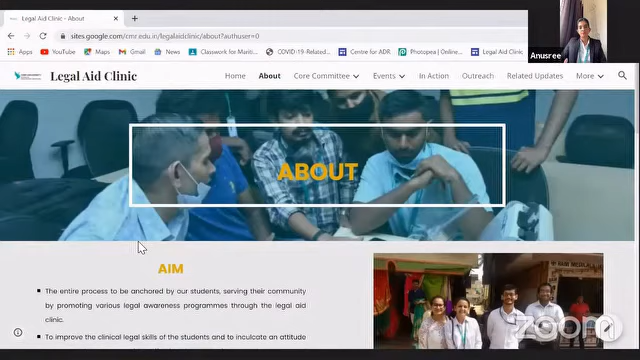 Legal Aid Clinic – About
sites.google.com/cmr.edu.in/legalaidclinic/about?authuser=0
Apps
YouTube
Maps
Gmail
News
Classwork for Mariti...
COVID-19-Related...
Centre for ADR
Photopea | Online...
Legal Aid Clinic
Anusree
Legal Aid Clinic
Home
About
Core Committee
Events
In Action
Outreach
Related Updates
More
ABOUT
AIM
The entire process to be anchored by our students, serving their community
by promoting various legal awareness programmes through the legal aid
clinic.
To improve the clinical legal skills of the students and to inculcate an attitude
zoom